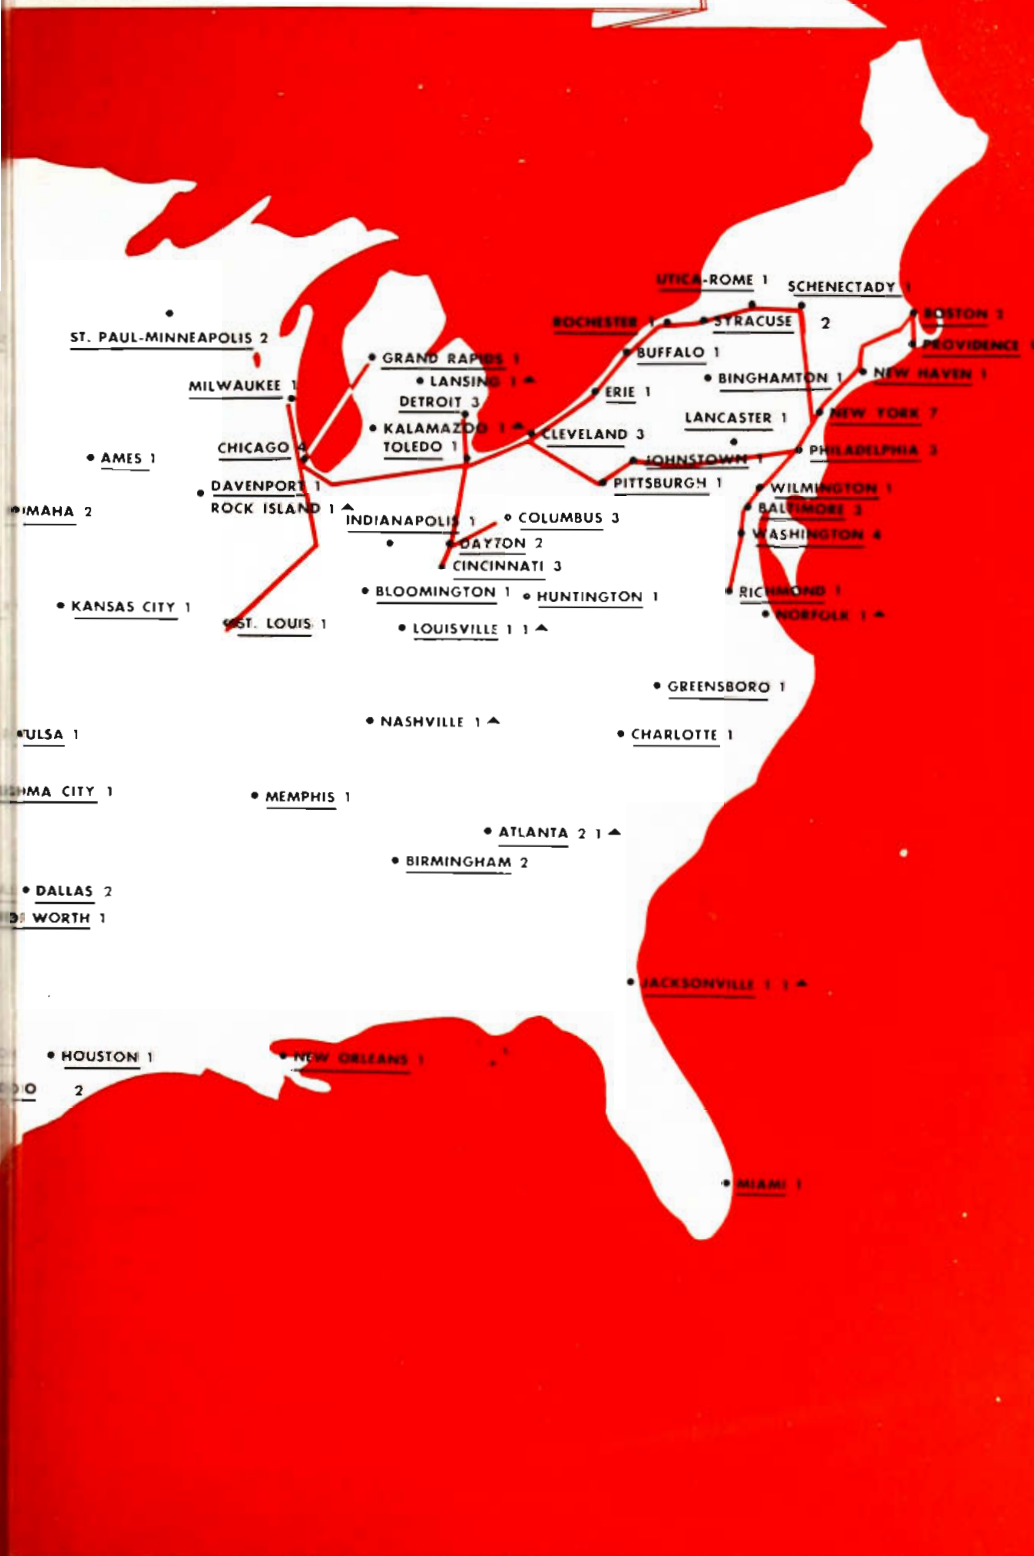 UTICA-ROME 1
SCHENECTADY 1
ROCHESTER 1
SYRACUSE 2
BOSTON 2
ST. PAUL-MINNEAPOLIS 2
PROVIDENCE 1
BUFFALO 1
GRAND RAPIDS 1
NEW HAVEN 1
BINGHAMTON 1
LANSING 1 ▲
MILWAUKEE 1
ERIE 1
DETROIT 3
NEW YORK 7
LANCASTER 1
KALAMAZOO 1 ▲
CLEVELAND 3
CHICAGO 4
TOLEDO 1
PHILADELPHIA 3
AMES 1
JOHNSTOWN 1
PITTSBURGH 1
DAVENPORT 1
WILMINGTON 1
ROCK ISLAND 1 ▲
BALTIMORE 3
MAHA 2
INDIANAPOLIS 1
COLUMBUS 3
WASHINGTON 4
DAYTON 2
CINCINNATI 3
RICHMOND 1
BLOOMINGTON 1
HUNTINGTON 1
KANSAS CITY 1
NORFOLK 1 ▲
ST. LOUIS 1
LOUISVILLE 1 1 ▲
GREENSBORO 1
NASHVILLE 1 ▲
CHARLOTTE 1
ULSA 1
MA CITY 1
MEMPHIS 1
ATLANTA 2 1 ▲
BIRMINGHAM 2
DALLAS 2
WORTH 1
JACKSONVILLE 1 1 ▲
HOUSTON 1
NEW ORLEANS 1
IO 2
MIAMI 1